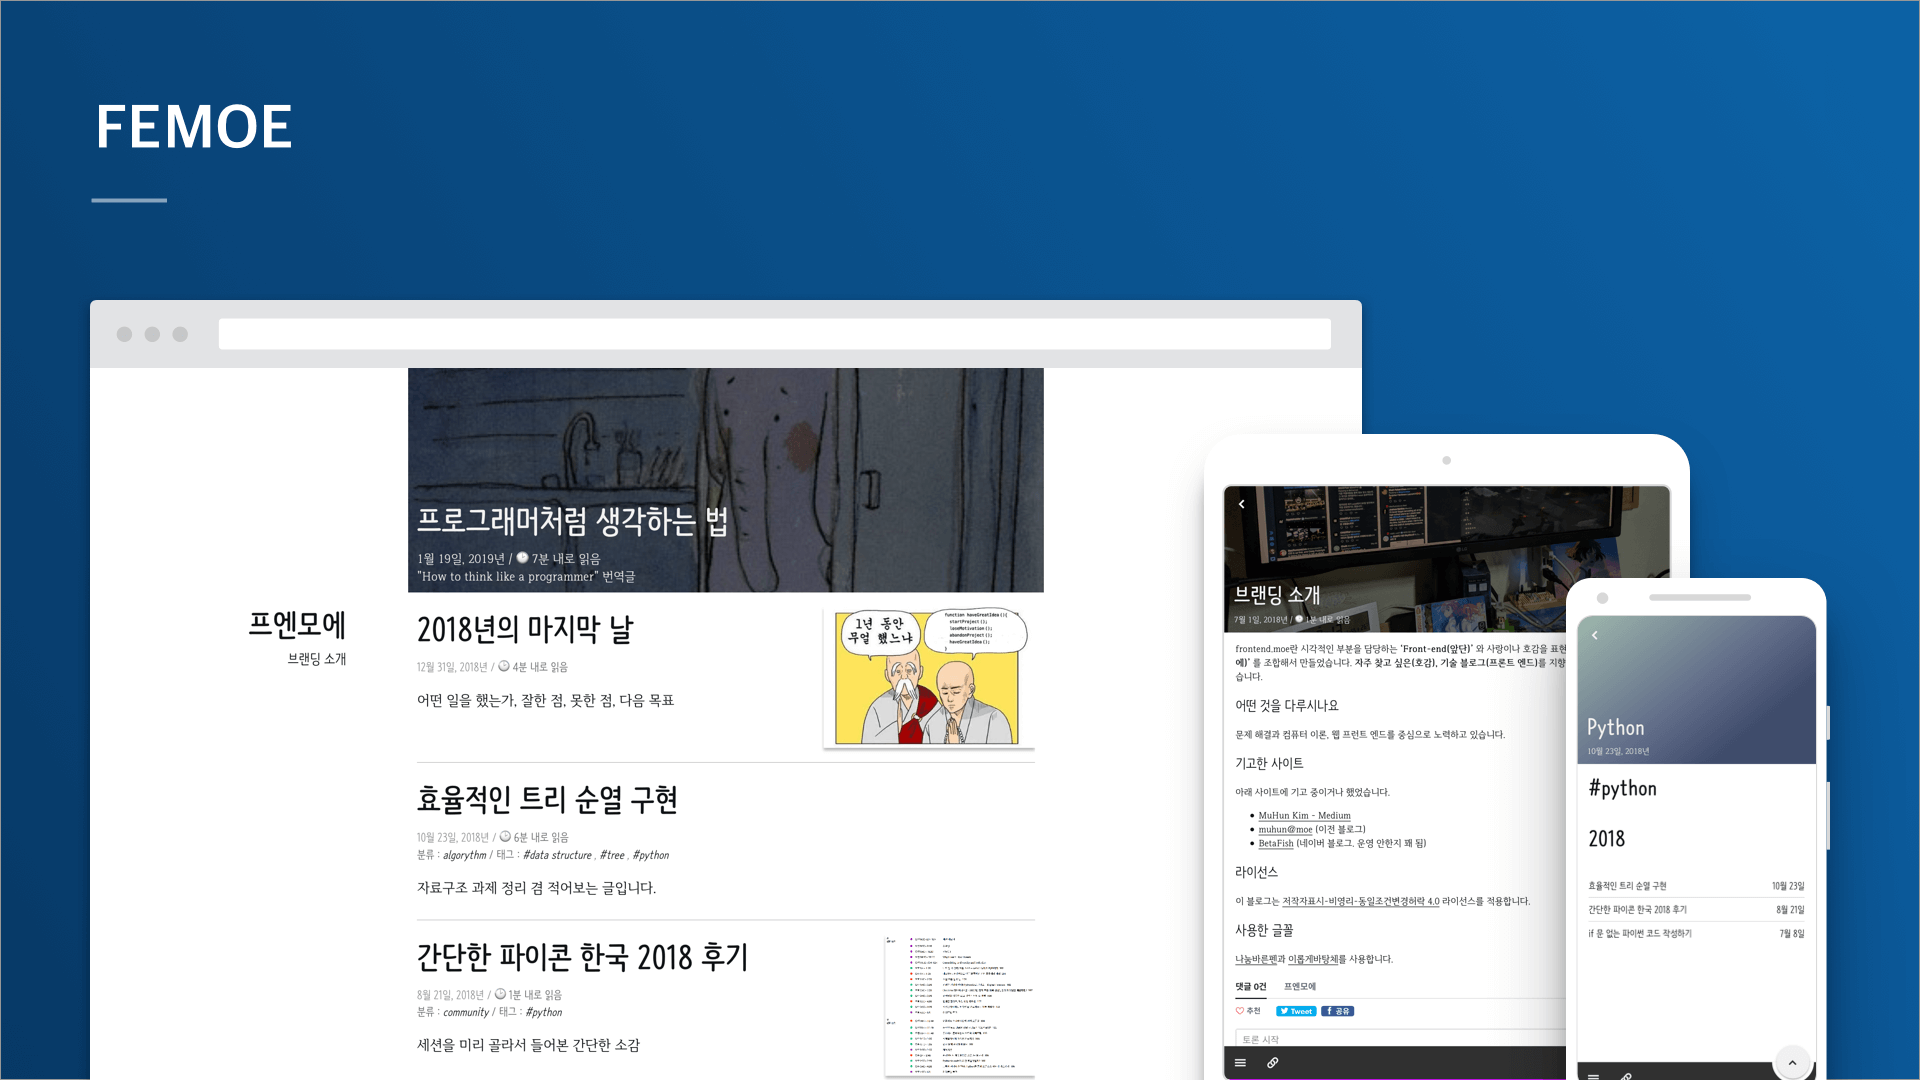 FEMOE
프로그래머처럼 생각하는 법
1월 19일, 2019년 / 7분 내로 읽음
"How to think like a programmer" 번역글
프엔모에
브랜딩 소개
2018년의 마지막 날
12월 31일, 2018년 / 4분 내로 읽음
어떤 일을 했는가, 잘한 점, 못한 점, 다음 목표
1년 동안
무얼 했느냐
function haveGreatIdea(){
startProject();
loseMotivation();
abandonProject();
haveGreatIdea();
}
효율적인 트리 순열 구현
10월 23일, 2018년 / 6분 내로 읽음
분류 : algorythm / 태그 : #data structure , #tree , #python
자료구조 과제 정리 겸 적어보는 글입니다.
간단한 파이콘 한국 2018 후기
8월 21일, 2018년 / 1분 내로 읽음
분류 : community / 태그 : #python
세션을 미리 골라서 들어본 간단한 소감
브랜딩 소개
7월 1일, 2018년 / 1분 내로 읽음
frontend.moe란 시각적인 부분을 담당하는 'Front-end(앞단)' 와 사랑이나 호감을 표현
에)' 를 조합해서 만들었습니다. 자주 찾고 싶은(호감), 기술 블로그(프론트 엔드)를 지향
습니다.
어떤 것을 다루시나요
문제 해결과 컴퓨터 이론, 웹 프런트 엔드를 중심으로 노력하고 있습니다.
기고한 사이트
아래 사이트에 기고 중이거나 했었습니다.
MuHun Kim - Medium
muhun@moe (이전 블로그)
BetaFish (네이버 블로그. 운영 안한지 꽤 됨)
라이선스
이 블로그는 저작자표시-비영리-동일조건변경허락 4.0 라이선스를 적용합니다.
사용한 글꼴
나눔바른펜과 이롭게바탕체를 사용합니다.
댓글 0건 프엔모에
추천 Tweet f 공유
토론 시작
Python
10월 23일, 2018년
#python
2018
효율적인 트리 순열 구현 10월 23일
간단한 파이콘 한국 2018 후기 8월 21일
if 문 없는 파이썬 코드 작성하기 7월 8일